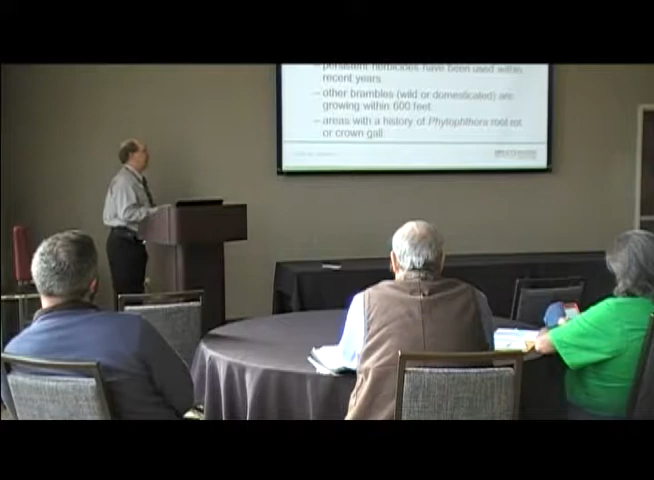 – persistent herbicides have been used within
recent years.
– other brambles (wild or domesticated) are
growing within 600 feet.
– areas with a history of Phytophthora root rot
or crown gall.